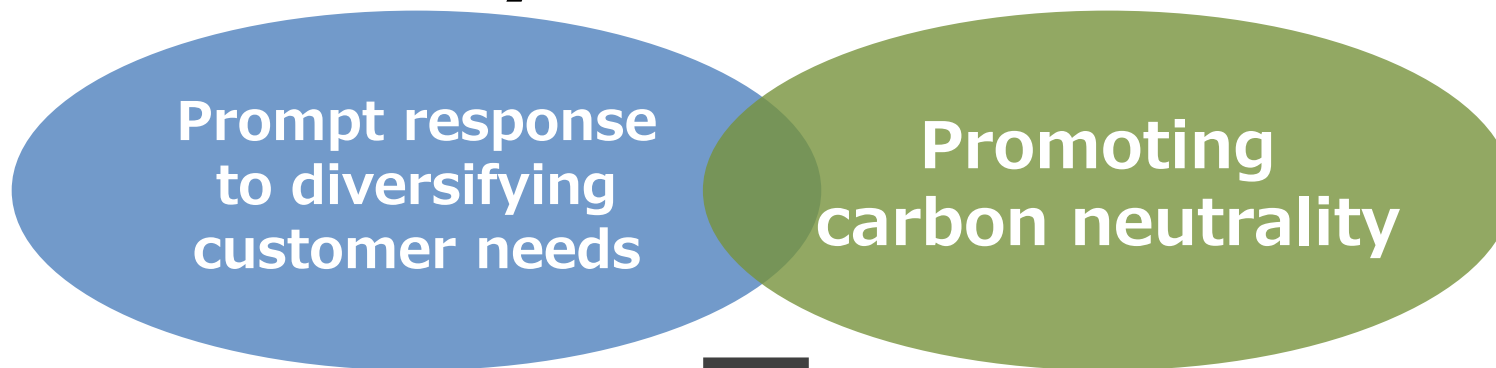 Prompt response
to diversifying
customer needs
Promoting
carbon neutrality